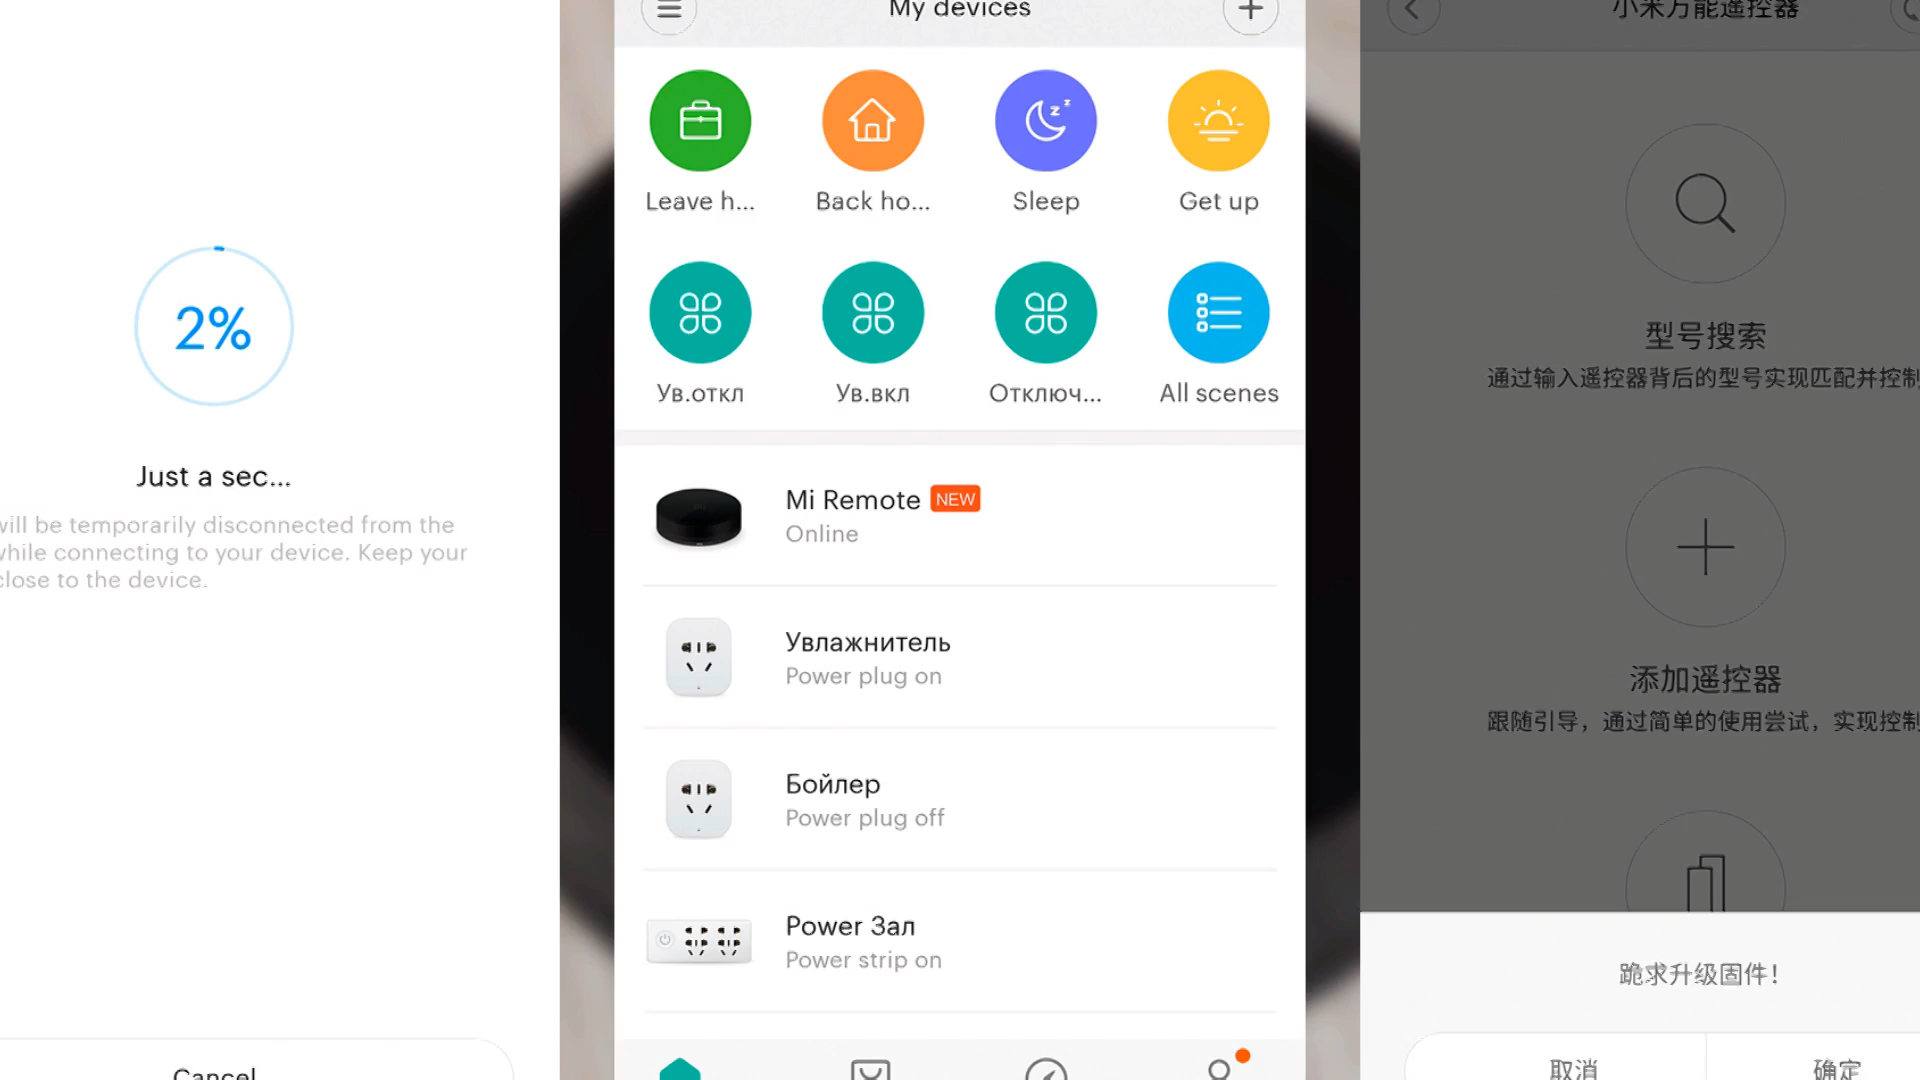 2%
Just a sec...
will be temporarily disconnected from the
while connecting to your device. Keep your
close to the device.
Cancel
My devices
Leave h...
Back ho...
Sleep
Get up
Ув.откл
Ув.вкл
Отключ...
All scenes
Mi Remote NEW
Online
Увлажнитель
Power plug on
Бойлер
Power plug off
Power Зал
Power strip on
小米万能遥控器
型号搜索
通过输入遥控器背后的型号实现匹配并控制
添加遥控器
跟随引导，通过简单的使用尝试，实现控制
跪求升级固件！
取消
确定